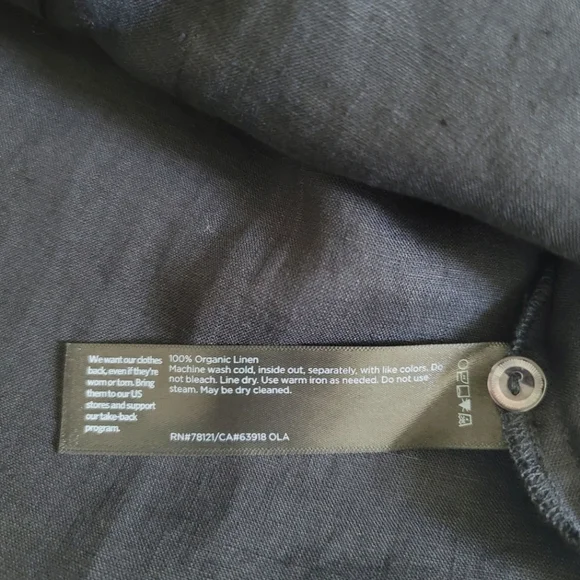 We want our clothes
back, even if they're
worn or torn. Bring
them to our US
stores and support
our take-back
program.
100% Organic Linen
Machine wash cold, inside out, separately, with like colors. Do
not bleach. Line dry. Use warm iron as needed. Do not use
steam. May be dry cleaned.
RN#78121/CA#63918 OLA